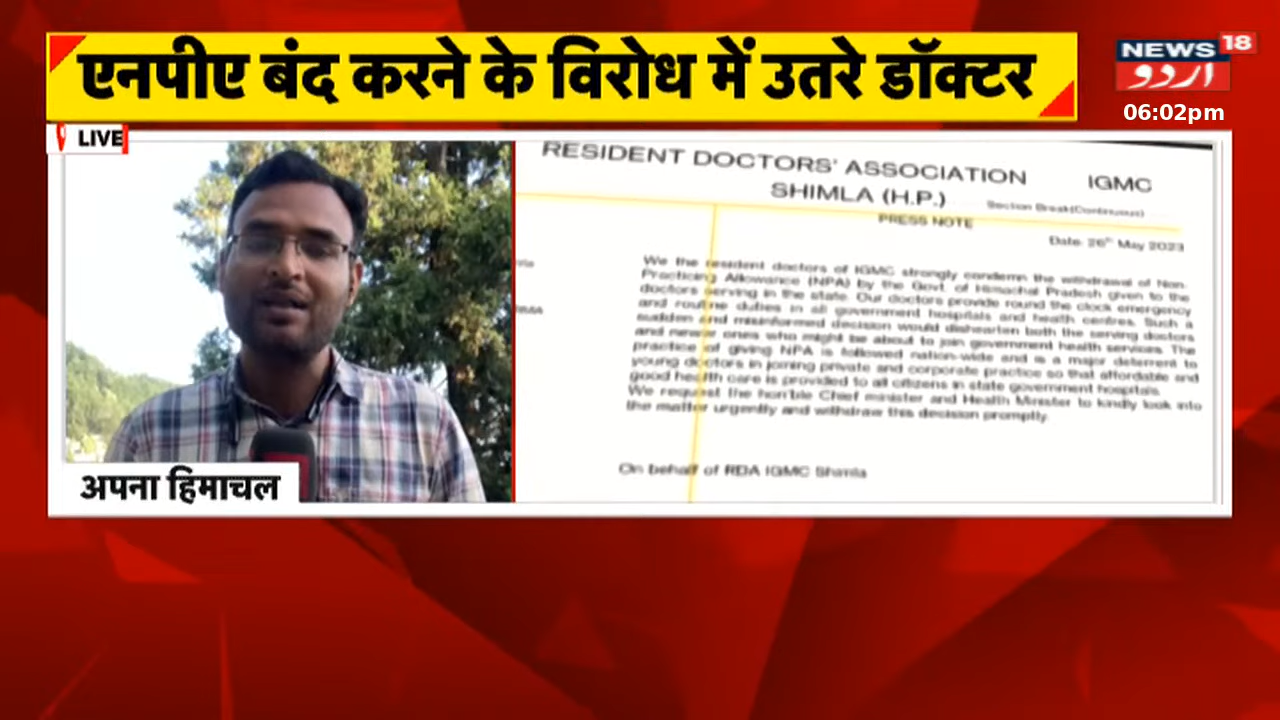 एनपीए बंद करने के विरोध में उतरे डॉक्टर
NEWS 18
اردو
06:02pm
LIVE
RESIDENT DOCTORS' ASSOCIATION IGMC
SHIMLA (H.P.)
Section Break(Continuous)
PRESS NOTE
Date 26th May 2023
We the resident doctors of IGMC strongly condemn the withdrawal of Non-
Practicing Allowance (NPA) by the Govt. of Himachal Pradesh given to the
doctors serving in the state. Our doctors provide round the clock emergency
and routine duties in all government hospitals and health centres. Such a
sudden and misinformed decision would dishearten both the serving doctors
and newer ones who might be about to join government health services. The
practice of giving NPA is followed nation-wide and is a major deterrent to
young doctors in joining private and corporate practice so that affordable and
good health care is provided to all citizens in state government hospitals.
We request the hon'ble Chief minister and Health Minister to kindly look into
the matter urgently and withdraw this decision promptly.
On behalf of RDA IGMC Shimla
अपना हिमाचल